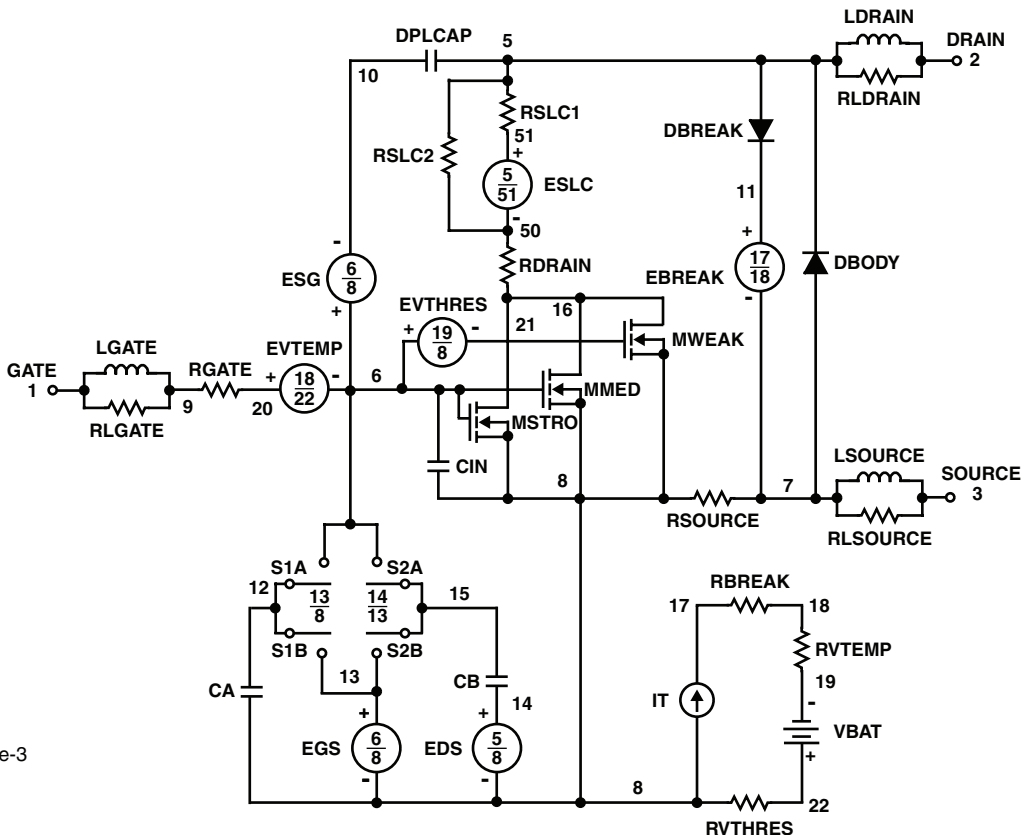 LDRAIN
DPLCAP 5 DRAIN
10 2
RSLC1 RLDRAIN
51 DBREAK
RSLC2 +
5
51 ESLC 11
-
50
- RDRAIN +
ESG 6
8 EBREAK 17
18 DBODY
+ EVTHRES 16 -
+ 19
8 - 21
LGATE EVTEMP MWEAK
GATE RGATE
1 + 18
22 - 6 MMED
9 20
RLGATE MSTRO
CIN LSOURCE
8 7 SOURCE
3
RSOURCE
RLSOURCE
S1A S2A
12 13
8 14
13 15
RBREAK
17 18
S1B S2B RVTEMP
13 CB 19
CA 14 IT -
+ + VBAT
EGS 6
8 EDS 5
8 +
- -
e-3
8 22
RVTHRES